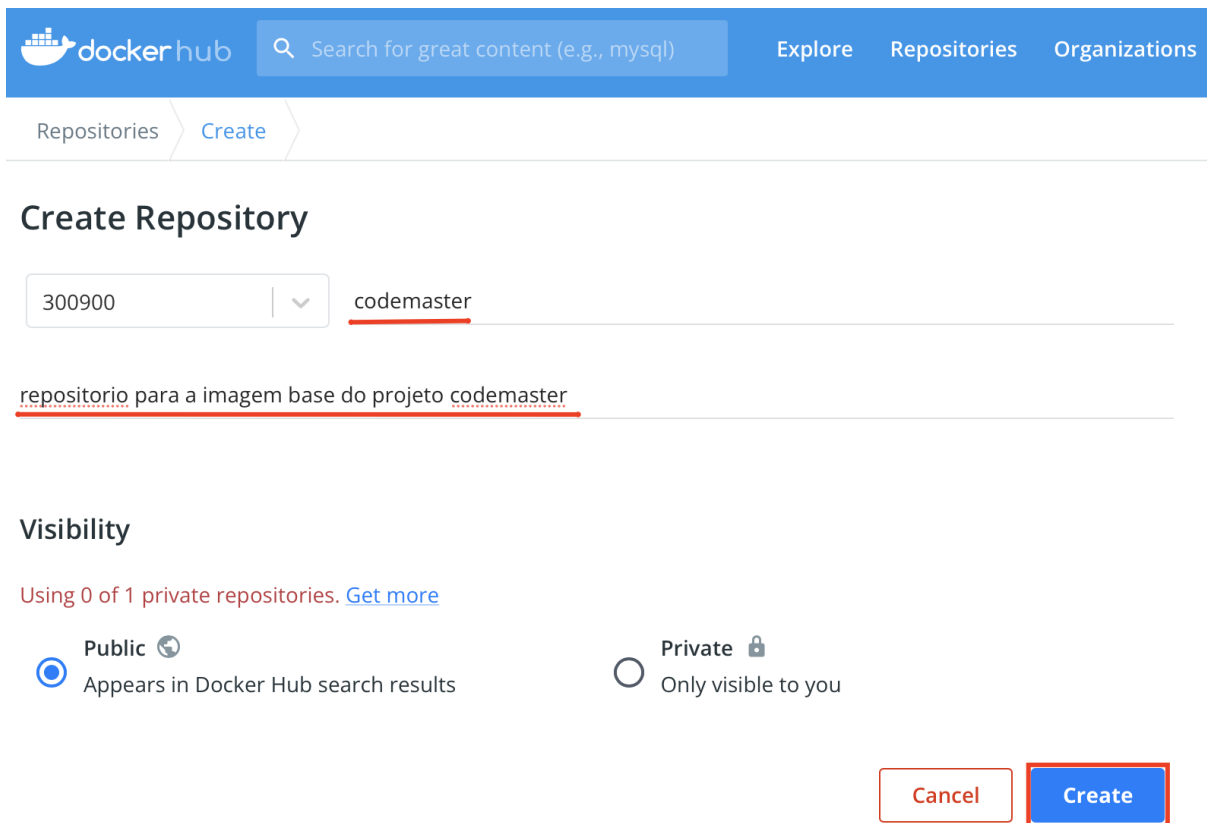 dockerhub
Search for great content (e.g., mysql)
Explore
Repositories
Organizations
Repositories
Create
Create Repository
300900
codemaster
repositorio para a imagem base do projeto codemaster
Visibility
Using 0 of 1 private repositories. Get more
Public
Appears in Docker Hub search results
Private
Only visible to you
Cancel
Create